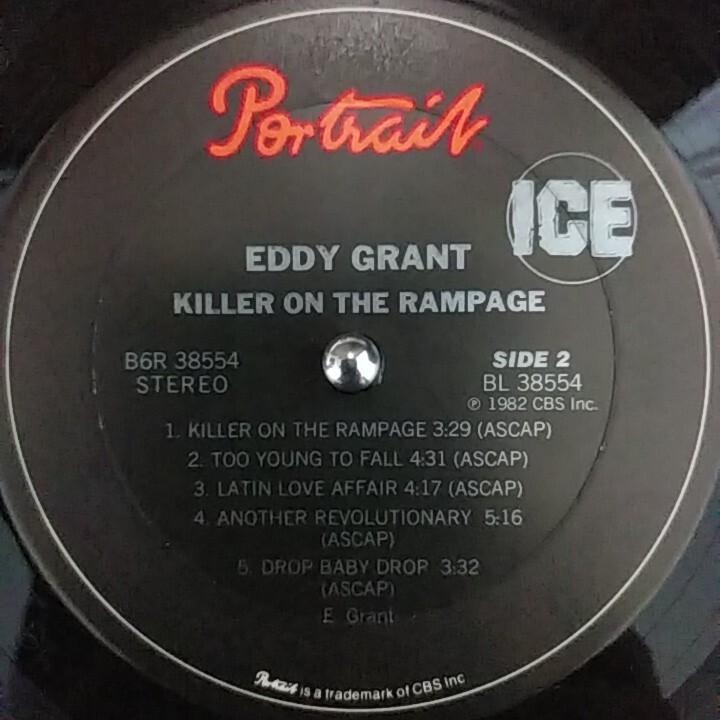 Portrait
ICE
EDDY GRANT
KILLER ON THE RAMPAGE
B6R 38554
STEREO
SIDE 2
BL 38554
℗ 1982 CBS Inc.
1. KILLER ON THE RAMPAGE 3:29 (ASCAP)
2. TOO YOUNG TO FALL 4:31 (ASCAP)
3. LATIN LOVE AFFAIR 4:17 (ASCAP)
4. ANOTHER REVOLUTIONARY 5:16
(ASCAP)
5. DROP BABY DROP 3:32
(ASCAP)
E. Grant
Portrait is a trademark of CBS Inc